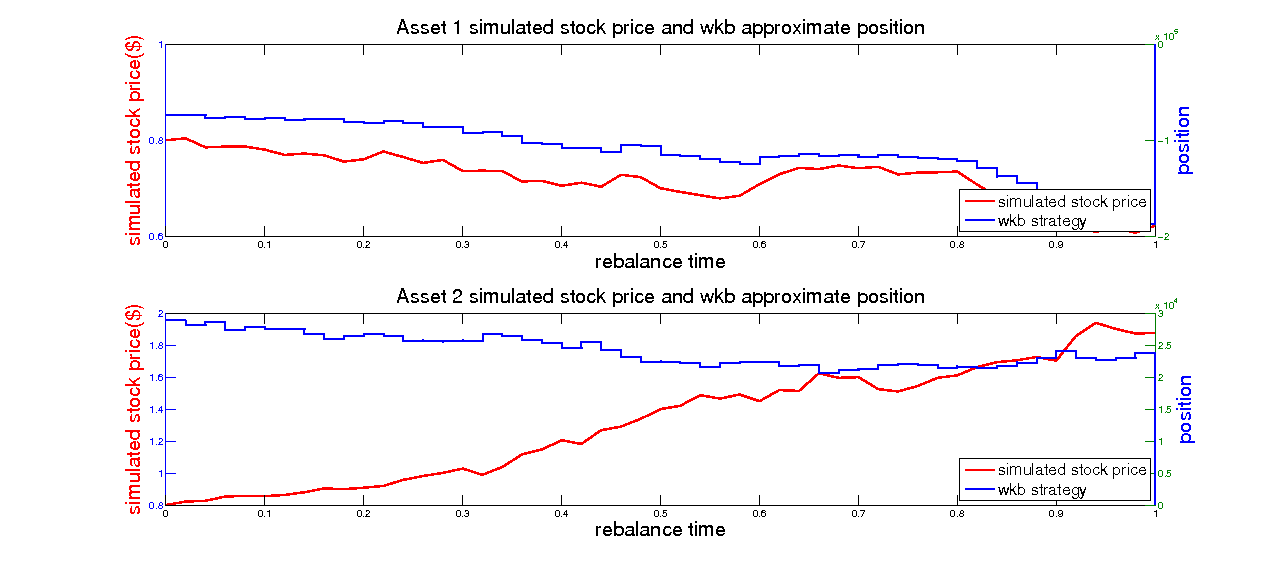 Asset 1 simulated stock price and wkb approximate position
x 10^5
1
0.8
0.6
simulated stock price($)
0
-1
-2
position
simulated stock price
wkb strategy
0 0.1 0.2 0.3 0.4 0.5 0.6 0.7 0.8 0.9 1
rebalance time
Asset 2 simulated stock price and wkb approximate position
x 10^4
2
1.8
1.6
1.4
1.2
1
0.8
simulated stock price($)
3
2.5
2
1.5
1
0.5
0
position
simulated stock price
wkb strategy
0 0.1 0.2 0.3 0.4 0.5 0.6 0.7 0.8 0.9 1
rebalance time